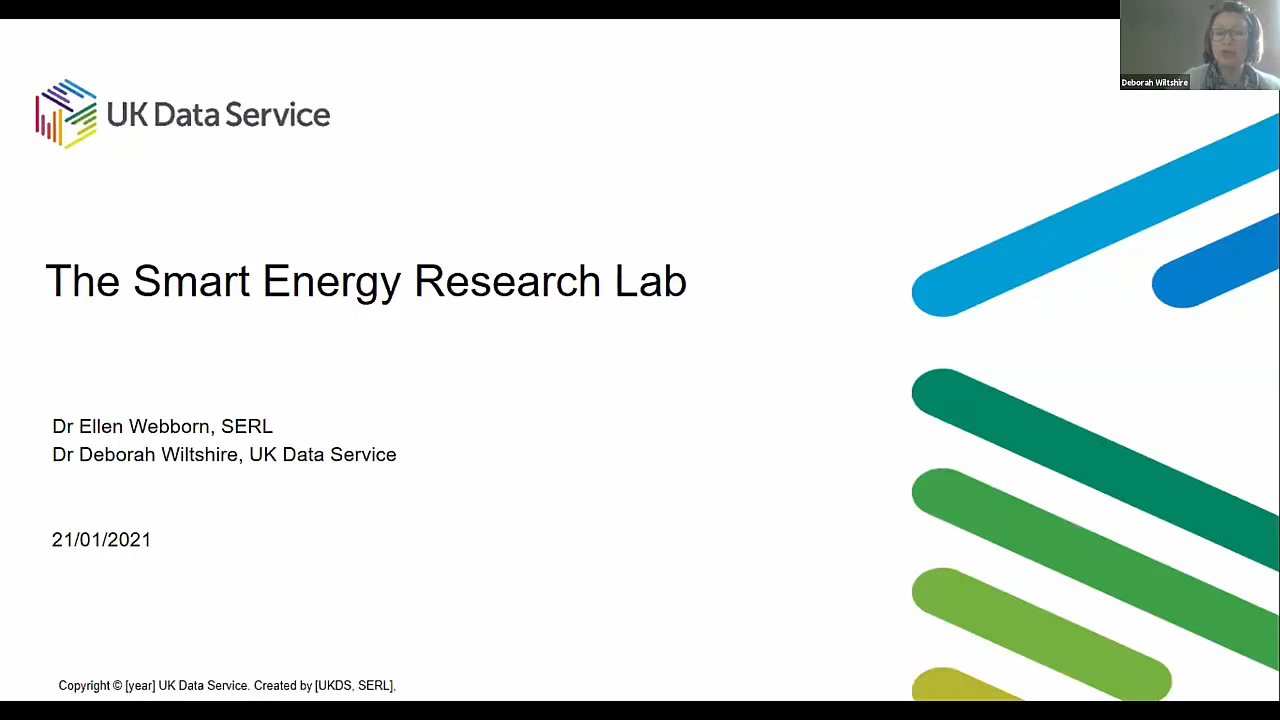 Deborah Wiltshire
UK Data Service
The Smart Energy Research Lab
Dr Ellen Webborn, SERL
Dr Deborah Wiltshire, UK Data Service
21/01/2021
Copyright © [year] UK Data Service. Created by [UKDS, SERL],